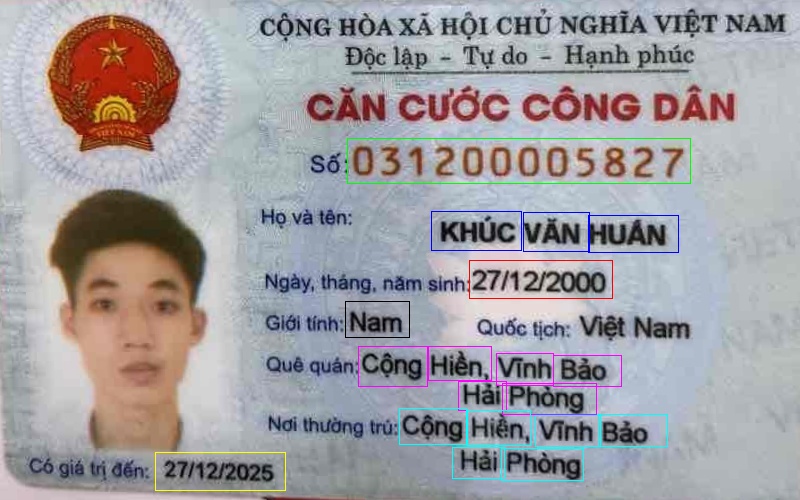 CỘNG HÒA XÃ HỘI CHỦ NGHĨA VIỆT NAM
Độc lập - Tự do - Hạnh phúc
CĂN CƯỚC CÔNG DÂN
Số: 031200005827
Họ và tên: KHÚC VĂN HUÂN
Ngày, tháng, năm sinh: 27/12/2000
Giới tính: Nam Quốc tịch: Việt Nam
Quê quán: Cộng Hiền, Vĩnh Bảo
Hải Phòng
Nơi thường trú: Cộng Hiền, Vĩnh Bảo
Hải Phòng
Có giá trị đến: 27/12/2025